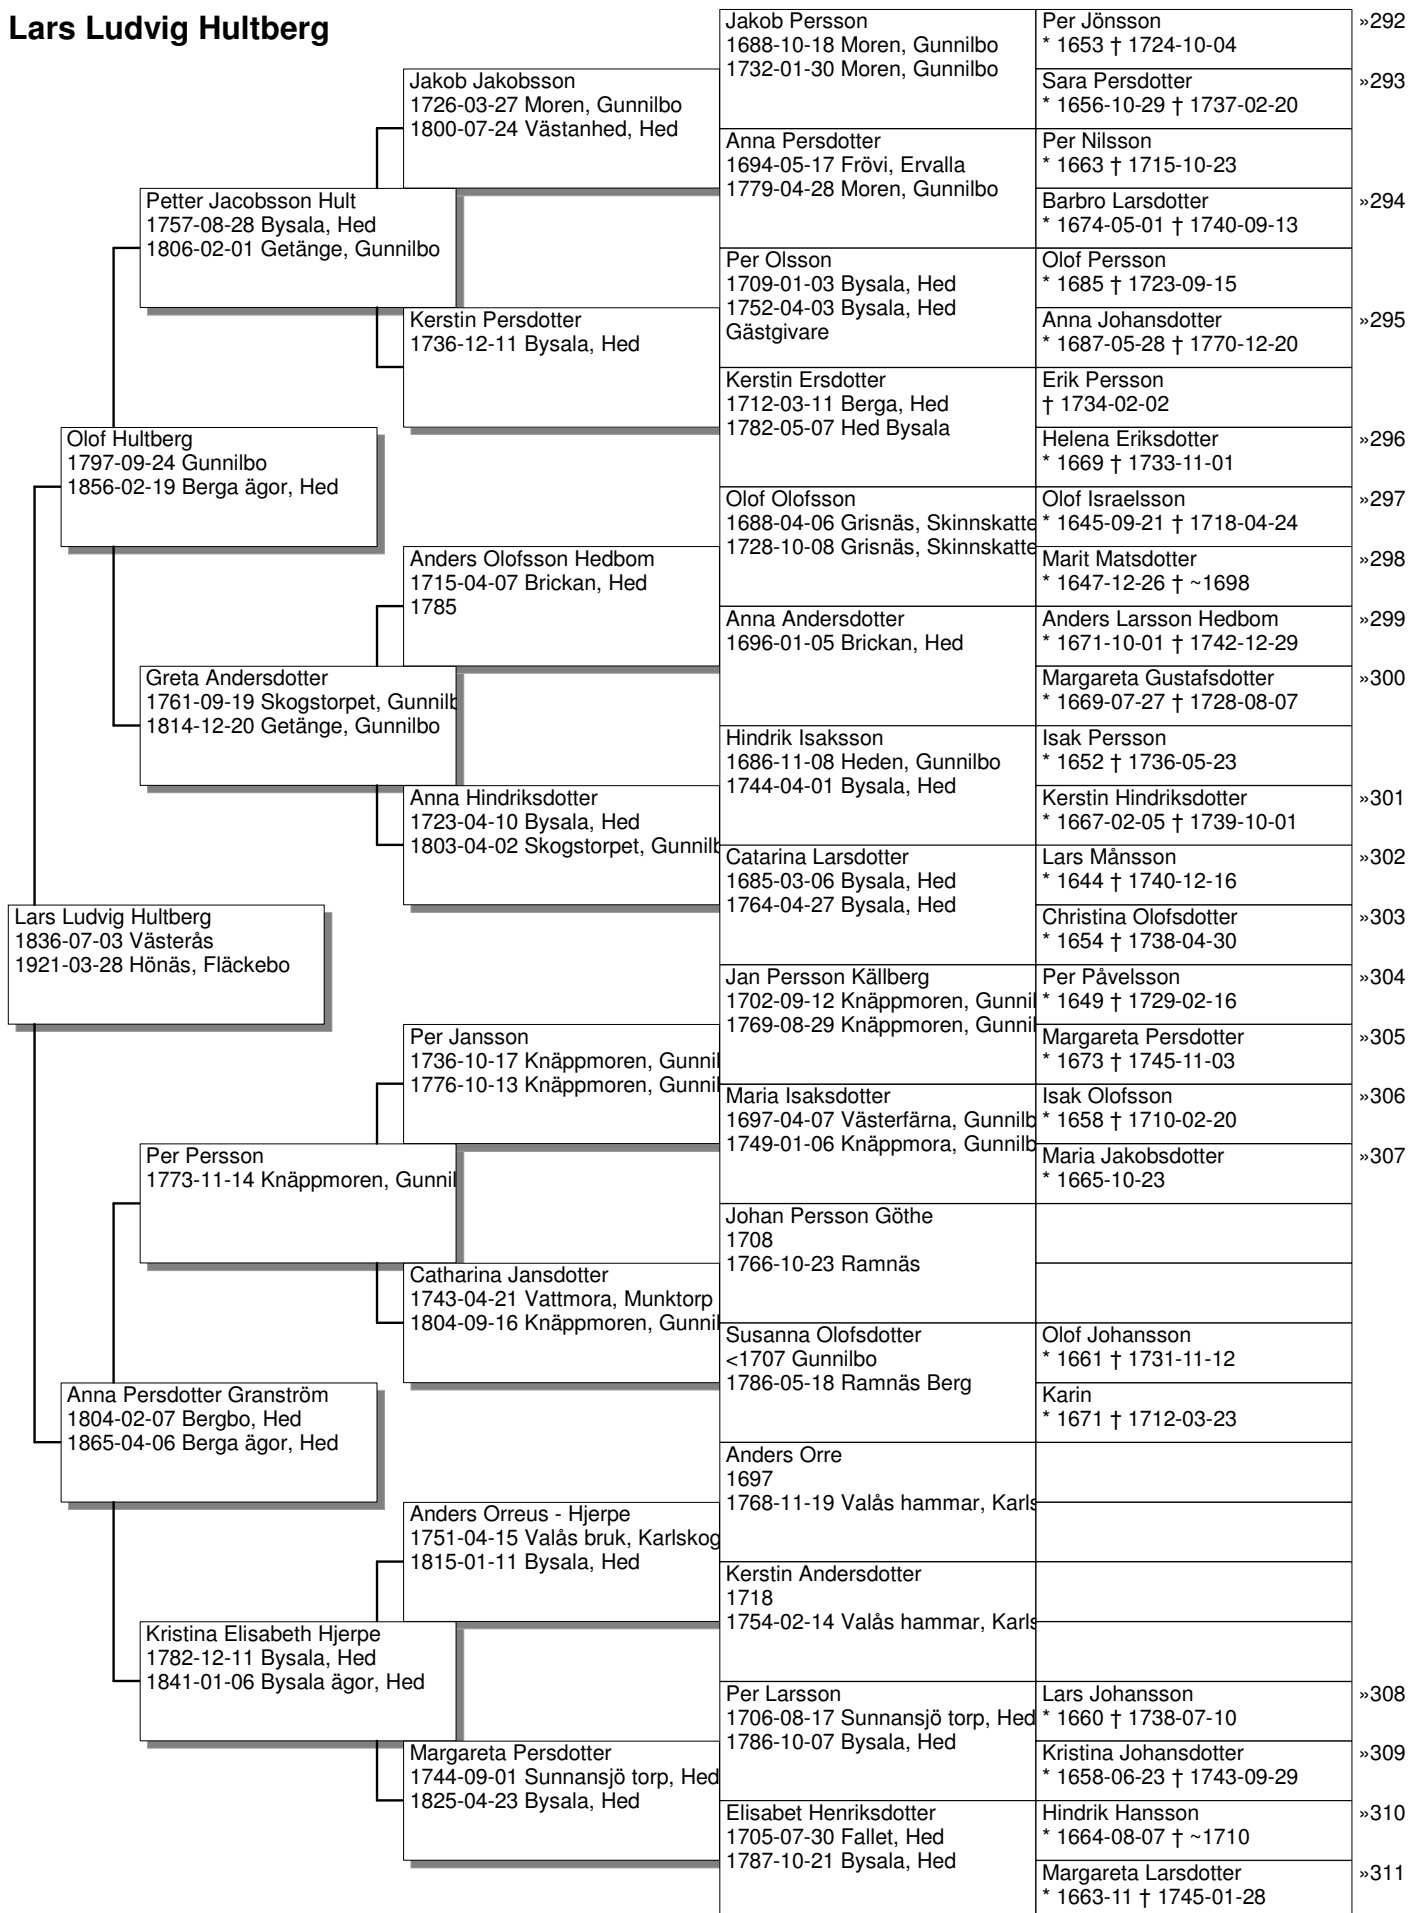 Lars Ludvig Hultberg
Lars Ludvig Hultberg
1836-07-03 Västerås
1921-03-28 Hönäs, Fläckebo
Olof Hultberg
1797-09-24 Gunnilbo
1856-02-19 Berga ägor, Hed
Anna Persdotter Granström
1804-02-07 Bergbo, Hed
1865-04-06 Berga ägor, Hed
Petter Jacobsson Hult
1757-08-28 Bysala, Hed
1806-02-01 Getänge, Gunnilbo
Greta Andersdotter
1761-09-19 Skogstorpet, Gunnilb
1814-12-20 Getänge, Gunnilbo
Per Persson
1773-11-14 Knäppmoren, Gunnil
Kristina Elisabeth Hjerpe
1782-12-11 Bysala, Hed
1841-01-06 Bysala ägor, Hed
Jakob Jakobsson
1726-03-27 Moren, Gunnilbo
1800-07-24 Västanhed, Hed
Kerstin Persdotter
1736-12-11 Bysala, Hed
Anders Olofsson Hedbom
1715-04-07 Brickan, Hed
1785
Anna Hindriksdotter
1723-04-10 Bysala, Hed
1803-04-02 Skogstorpet, Gunnilb
Per Jansson
1736-10-17 Knäppmoren, Gunnil
1776-10-13 Knäppmoren, Gunnil
Catharina Jansdotter
1743-04-21 Vattmora, Munktorp
1804-09-16 Knäppmoren, Gunnil
Anders Orreus - Hjerpe
1751-04-15 Valås bruk, Karlskog
1815-01-11 Bysala, Hed
Margareta Persdotter
1744-09-01 Sunnansjö torp, Hed
1825-04-23 Bysala, Hed
Jakob Persson
1688-10-18 Moren, Gunnilbo
1732-01-30 Moren, Gunnilbo
Anna Persdotter
1694-05-17 Frövi, Ervalla
1779-04-28 Moren, Gunnilbo
Per Olsson
1709-01-03 Bysala, Hed
1752-04-03 Bysala, Hed
Gästgivare
Kerstin Ersdotter
1712-03-11 Berga, Hed
1782-05-07 Hed Bysala
Olof Olofsson
1688-04-06 Grisnäs, Skinnskatte
1728-10-08 Grisnäs, Skinnskatte
Anna Andersdotter
1696-01-05 Brickan, Hed
Hindrik Isaksson
1686-11-08 Heden, Gunnilbo
1744-04-01 Bysala, Hed
Catarina Larsdotter
1685-03-06 Bysala, Hed
1764-04-27 Bysala, Hed
Jan Persson Källberg
1702-09-12 Knäppmoren, Gunnil
1769-08-29 Knäppmoren, Gunnil
Maria Isaksdotter
1697-04-07 Västerfärna, Gunnilb
1749-01-06 Knäppmora, Gunnilb
Johan Persson Göthe
1708
1766-10-23 Ramnäs
Susanna Olofsdotter
<1707 Gunnilbo
1786-05-18 Ramnäs Berg
Anders Orre
1697
1768-11-19 Valås hammar, Karls
Kerstin Andersdotter
1718
1754-02-14 Valås hammar, Karls
Per Larsson
1706-08-17 Sunnansjö torp, Hed
1786-10-07 Bysala, Hed
Elisabet Henriksdotter
1705-07-30 Fallet, Hed
1787-10-21 Bysala, Hed
Per Jönsson »292
* 1653 † 1724-10-04
Sara Persdotter »293
* 1656-10-29 † 1737-02-20
Per Nilsson
* 1663 † 1715-10-23
Barbro Larsdotter »294
* 1674-05-01 † 1740-09-13
Olof Persson
* 1685 † 1723-09-15
Anna Johansdotter »295
* 1687-05-28 † 1770-12-20
Erik Persson
† 1734-02-02
Helena Eriksdotter »296
* 1669 † 1733-11-01
Olof Israelsson »297
* 1645-09-21 † 1718-04-24
Marit Matsdotter »298
* 1647-12-26 † ~1698
Anders Larsson Hedbom »299
* 1671-10-01 † 1742-12-29
Margareta Gustafsdotter »300
* 1669-07-27 † 1728-08-07
Isak Persson
* 1652 † 1736-05-23
Kerstin Hindriksdotter »301
* 1667-02-05 † 1739-10-01
Lars Månsson »302
* 1644 † 1740-12-16
Christina Olofsdotter »303
* 1654 † 1738-04-30
Per Påvelsson »304
* 1649 † 1729-02-16
Margareta Persdotter »305
* 1673 † 1745-11-03
Isak Olofsson »306
* 1658 † 1710-02-20
Maria Jakobsdotter »307
* 1665-10-23
Olof Johansson
* 1661 † 1731-11-12
Karin
* 1671 † 1712-03-23
Lars Johansson »308
* 1660 † 1738-07-10
Kristina Johansdotter »309
* 1658-06-23 † 1743-09-29
Hindrik Hansson »310
* 1664-08-07 † ~1710
Margareta Larsdotter »311
* 1663-11 † 1745-01-28